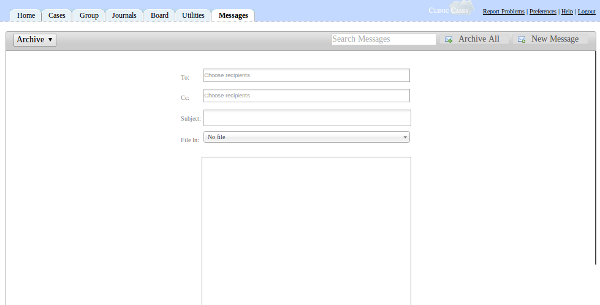 Home Cases Group Journals Board Utilities Messages
Report Problems | Preferences | Help | Logout
Archive ▼ Search Messages Archive All New Message
To: Choose recipients
Cc: Choose recipients
Subject:
File in: No file